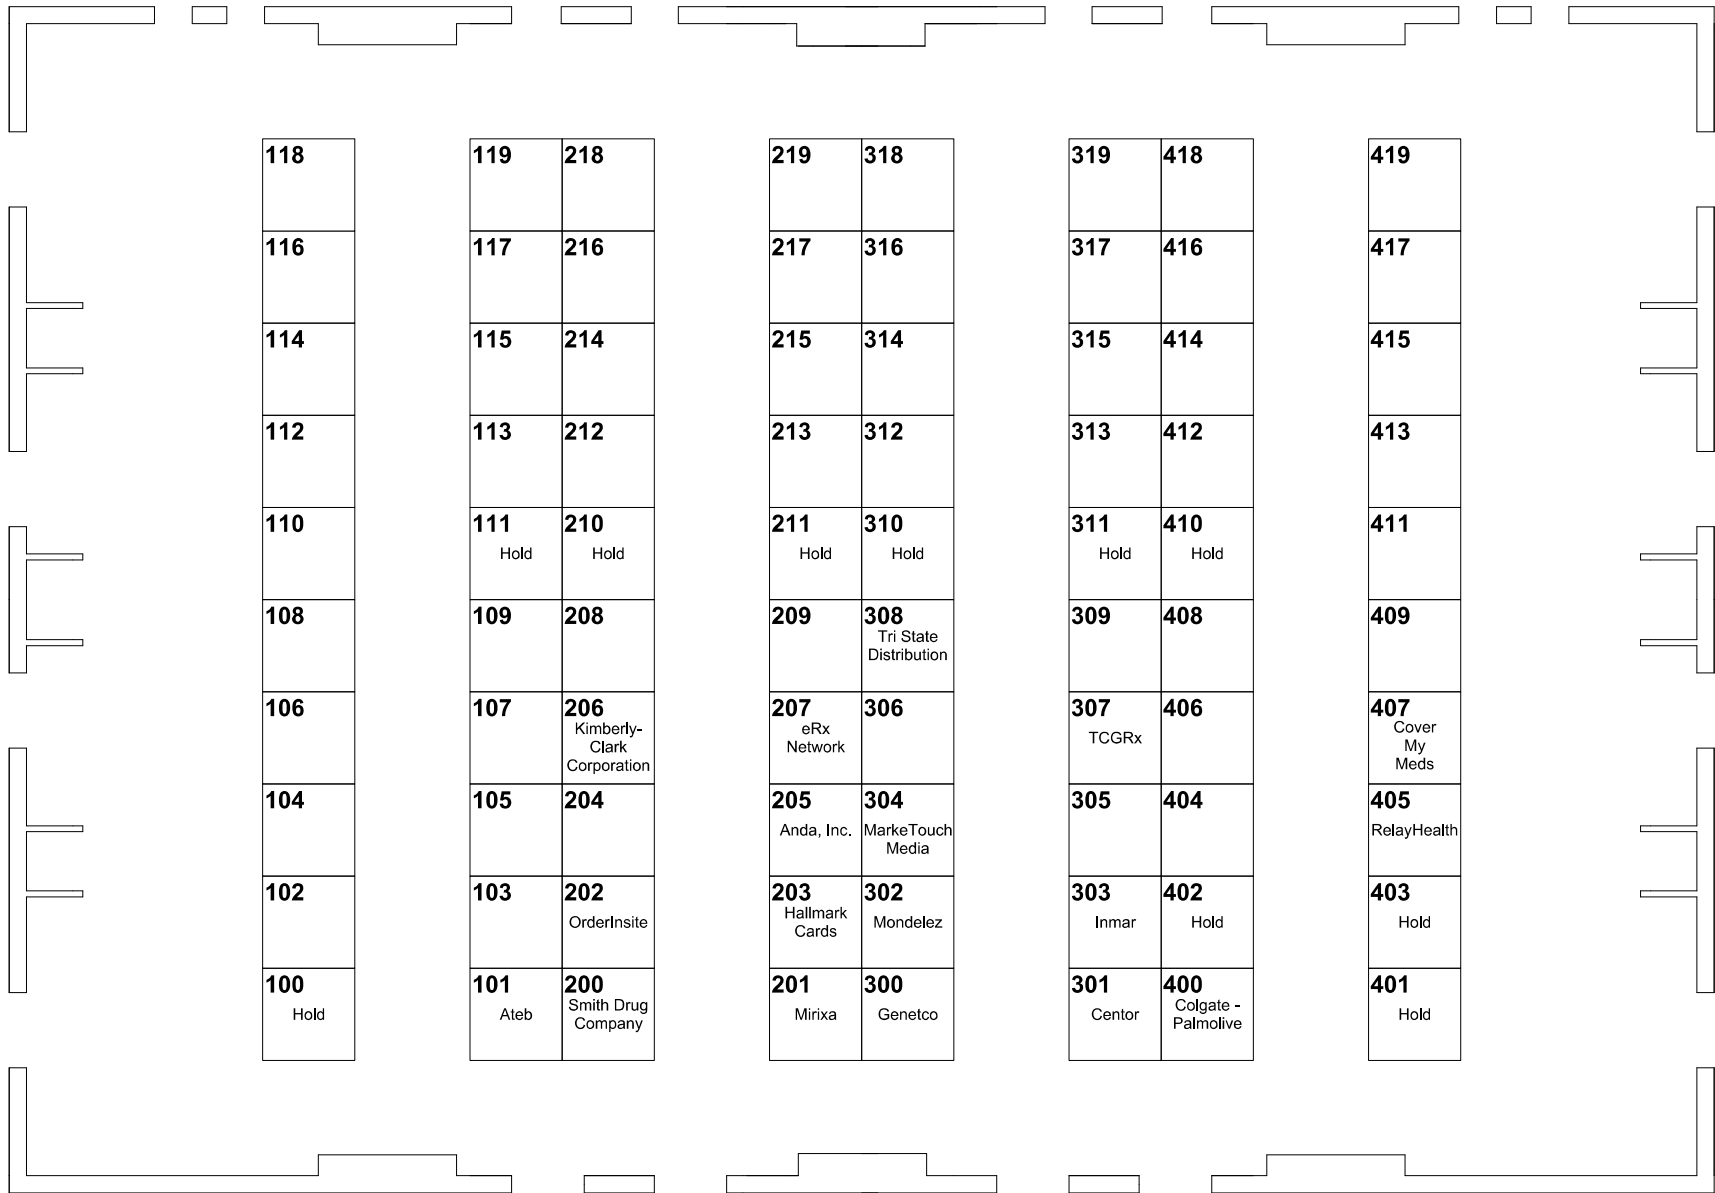 118
119
218
219
318
319
418
419
116
117
216
217
316
317
416
417
114
115
214
215
314
315
414
415
112
113
212
213
312
313
412
413
110
111
Hold
210
Hold
211
Hold
310
Hold
311
Hold
410
Hold
411
108
109
208
209
308
Tri State
Distribution
309
408
409
106
107
206
Kimberly-
Clark
Corporation
207
eRx
Network
306
307
TCGRx
406
407
Cover
My
Meds
104
105
204
205
Anda, Inc.
304
MarkeTouch
Media
305
404
405
RelayHealth
102
103
202
OrderInsite
203
Hallmark
Cards
302
Mondelez
303
Inmar
402
Hold
403
Hold
100
Hold
101
Ateb
200
Smith Drug
Company
201
Mirixa
300
Genetco
301
Centor
400
Colgate -
Palmolive
401
Hold